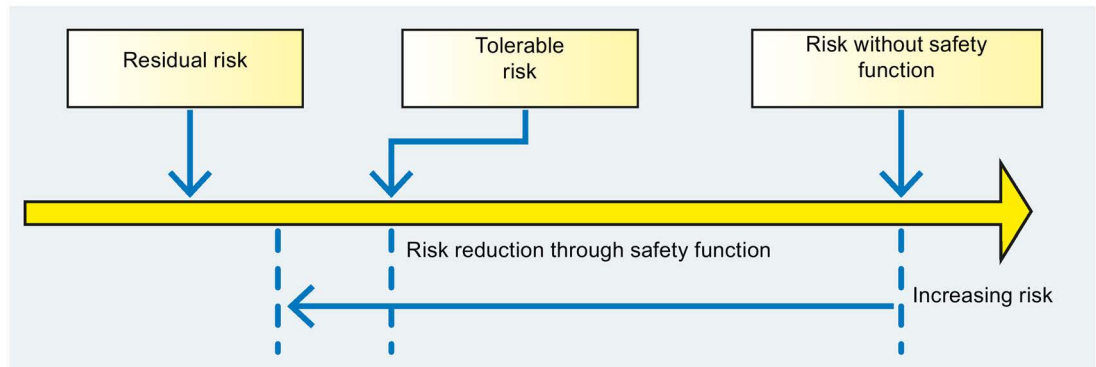 Residual risk
Tolerable
risk
Risk without safety
function
Risk reduction through safety function
Increasing risk